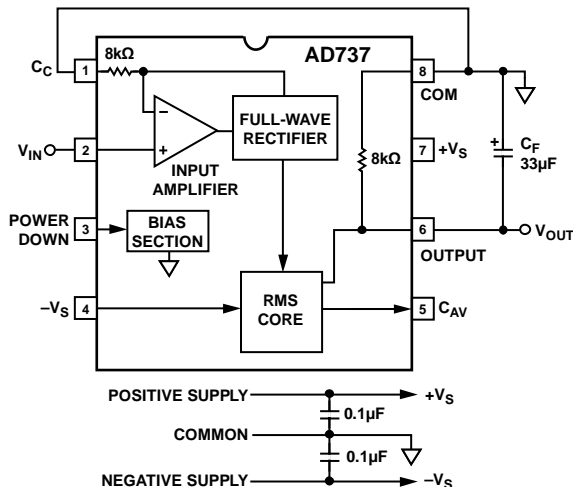 8kΩ
AD737
C_C
1
8
COM
FULL-WAVE
RECTIFIER
−
+
V_IN
2
INPUT
AMPLIFIER
8kΩ
7
+V_S
+
C_F
33µF
POWER
DOWN
3
BIAS
SECTION
6
OUTPUT
V_OUT
–V_S
4
RMS
CORE
5
C_AV
POSITIVE SUPPLY
+V_S
0.1µF
COMMON
0.1µF
NEGATIVE SUPPLY
–V_S